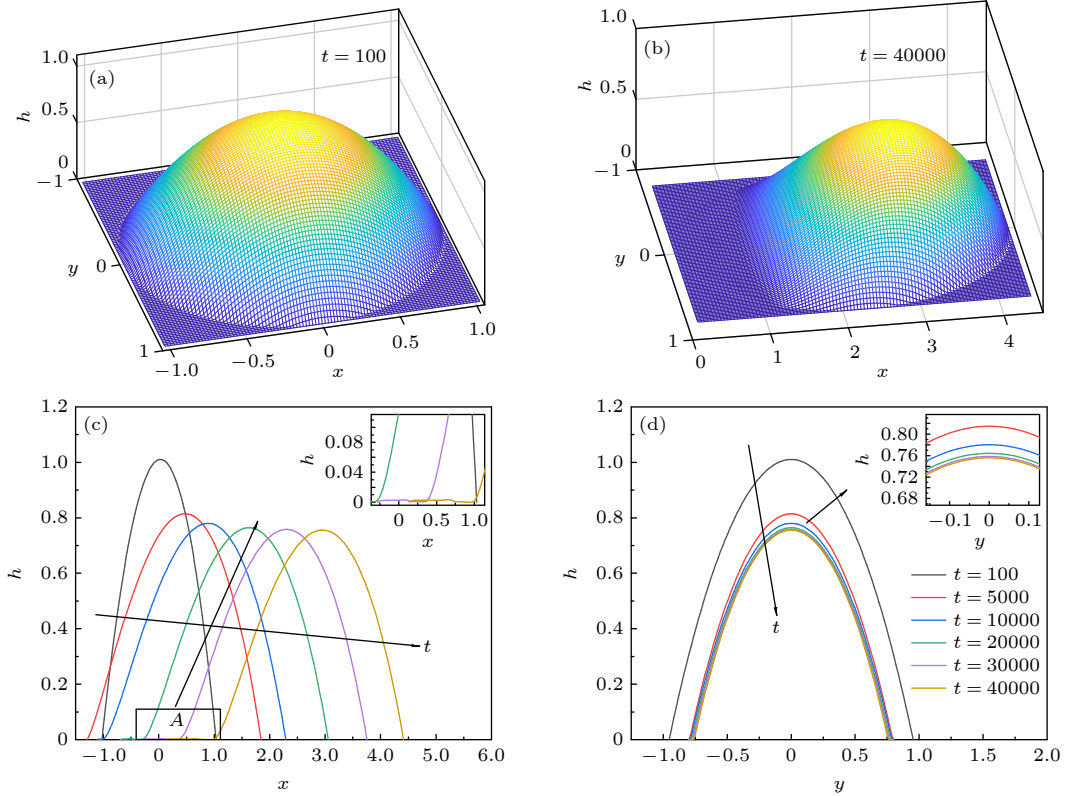 (a)
t = 100
1.0
0.5
0
h
−1
y
0
1
−1.0
−0.5
0
0.5
1.0
x
(b)
t = 40000
1.0
0.5
0
h
−1
y
0
1
0
1
2
3
4
x
(c)
1.2
1.0
0.8
0.6
0.4
0.2
0
h
−1.0
0
1.0
2.0
3.0
4.0
5.0
6.0
x
A
t
0.08
0.04
0
h
0
0.5
1.0
x
(d)
1.2
1.0
0.8
0.6
0.4
0.2
0
h
−1.0
−0.5
0
0.5
1.0
1.5
2.0
y
t
0.80
0.76
0.72
0.68
h
−0.1
0
0.1
y
t = 100
t = 5000
t = 10000
t = 20000
t = 30000
t = 40000